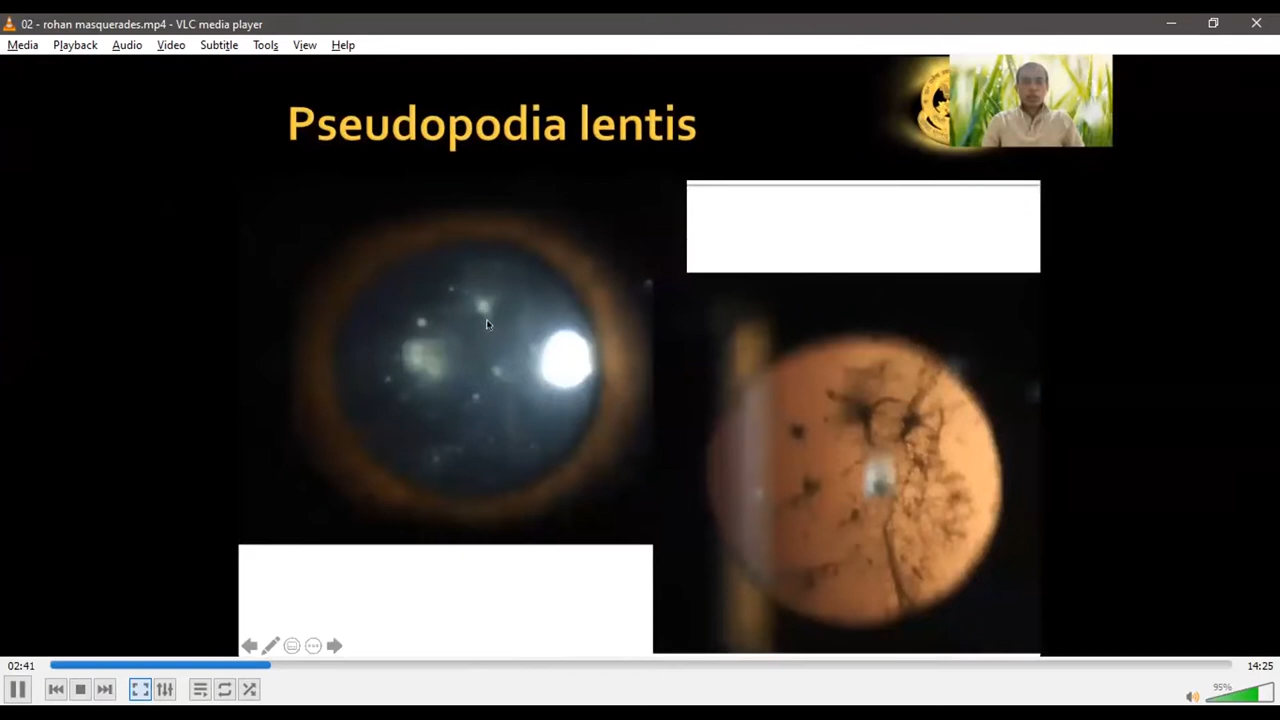 02 - rohan masquerades.mp4 - VLC media player
Media Playback Audio Video Subtitle Tools View Help
Pseudopodia lentis
02:41
14:25
95%